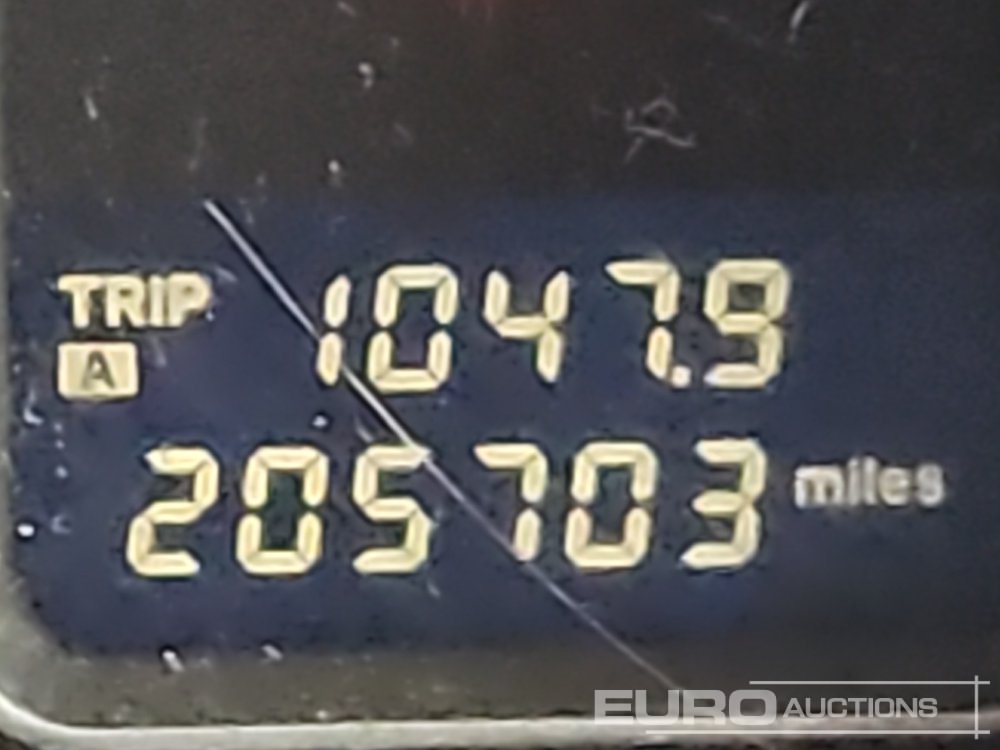 TRIP 1047.9
A
205703 miles
EURO AUCTIONS